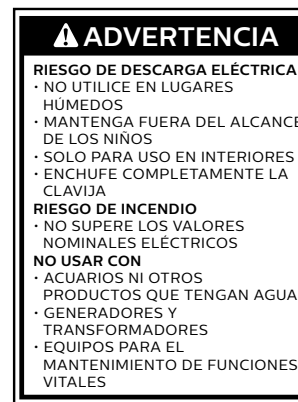 ADVERTENCIA
RIESGO DE DESCARGA ELÉCTRICA
· NO UTILICE EN LUGARES
HÚMEDOS
· MANTENGA FUERA DEL ALCANCE
DE LOS NIÑOS
· SOLO PARA USO EN INTERIORES
· ENCHUFE COMPLETAMENTE LA
CLAVIJA
RIESGO DE INCENDIO
· NO SUPERE LOS VALORES
NOMINALES ELÉCTRICOS
NO USAR CON
· ACUARIOS NI OTROS
PRODUCTOS QUE TENGAN AGUA
· GENERADORES Y
TRANSFORMADORES
· EQUIPOS PARA EL
MANTENIMIENTO DE FUNCIONES
VITALES